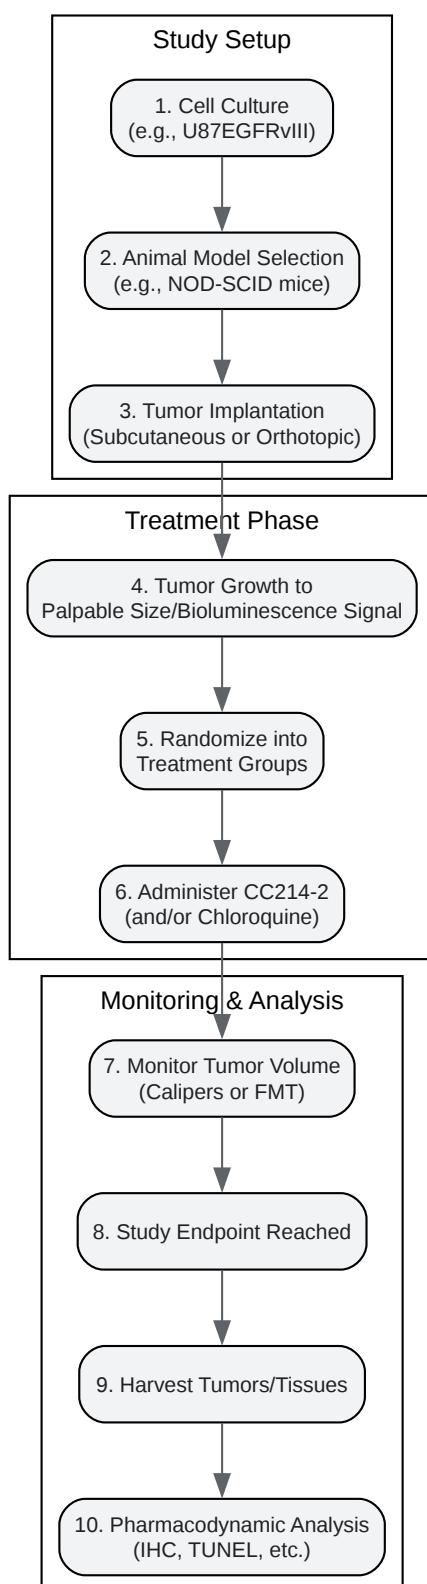 Study Setup
1. Cell Culture
(e.g., U87EGFRvIII)
2. Animal Model Selection
(e.g., NOD-SCID mice)
3. Tumor Implantation
(Subcutaneous or Orthotopic)
Treatment Phase
4. Tumor Growth to
Palpable Size/Bioluminescence Signal
5. Randomize into
Treatment Groups
6. Administer CC214-2
(and/or Chloroquine)
Monitoring & Analysis
7. Monitor Tumor Volume
(Calipers or FMT)
8. Study Endpoint Reached
9. Harvest Tumors/Tissues
10. Pharmacodynamic Analysis
(IHC, TUNEL, etc.)